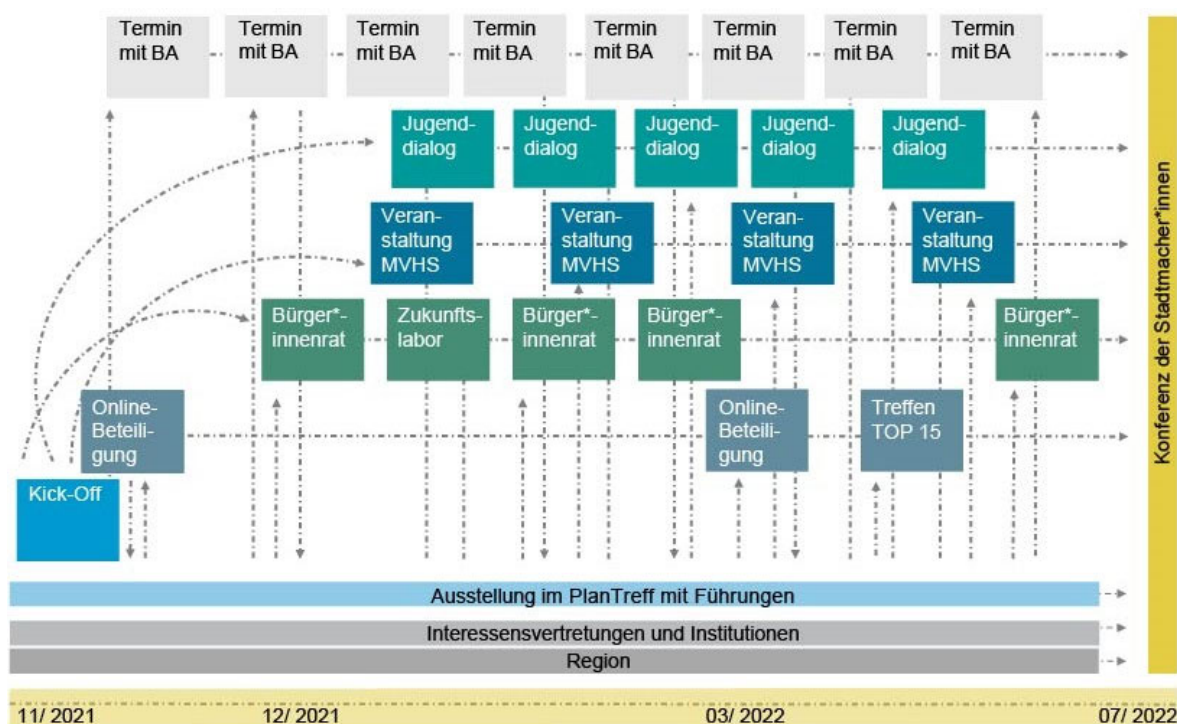 Termin
mit BA
Termin
mit BA
Termin
mit BA
Termin
mit BA
Termin
mit BA
Termin
mit BA
Termin
mit BA
Termin
mit BA
Jugend-
dialog
Jugend-
dialog
Jugend-
dialog
Jugend-
dialog
Jugend-
dialog
Veran-
staltung
MVHS
Veran-
staltung
MVHS
Veran-
staltung
MVHS
Veran-
staltung
MVHS
Bürger*-
innenrat
Zukunfts-
labor
Bürger*-
innenrat
Bürger*-
innenrat
Bürger*-
innenrat
Online-
Beteili-
gung
Online-
Beteili-
gung
Treffen
TOP 15
Kick-Off
Ausstellung im PlanTreff mit Führungen
Interessensvertretungen und Institutionen
Region
11/ 2021
12/ 2021
03/ 2022
07/ 2022
Konferenz der Stadtmacher*innen